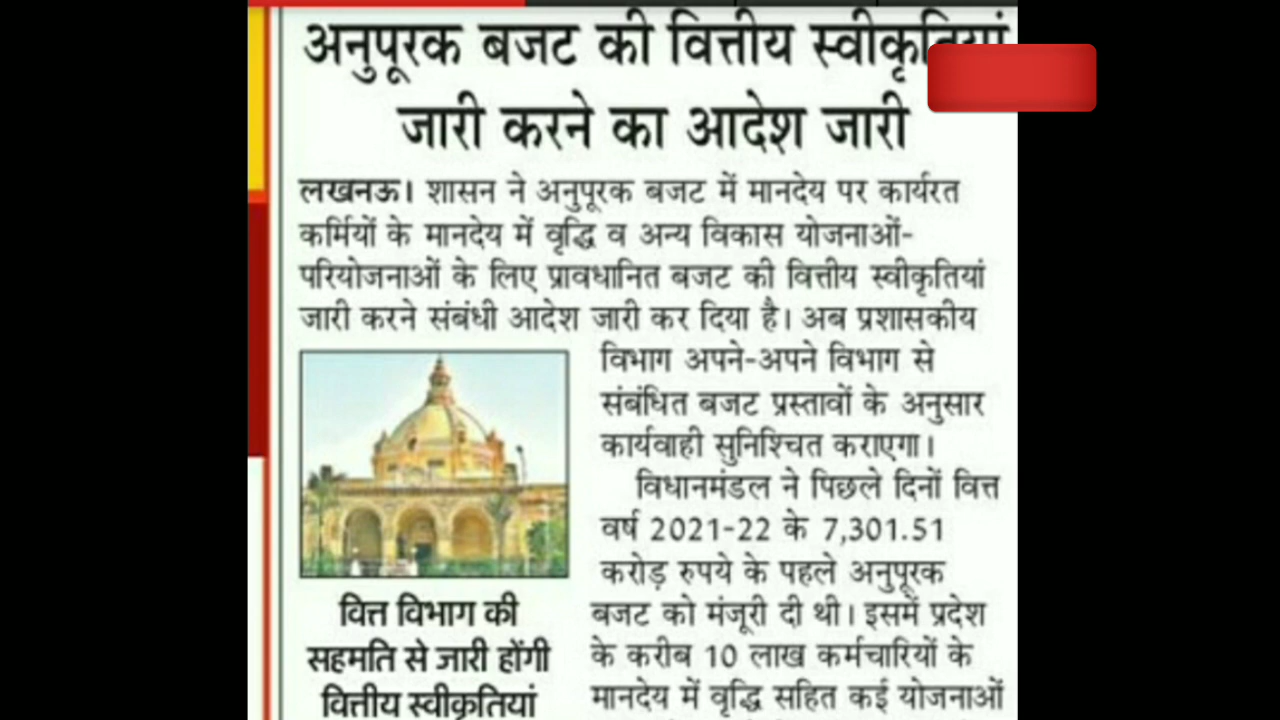 अनुपूरक बजट की वित्तीय स्वीकृतियां
जारी करने का आदेश जारी
लखनऊ। शासन ने अनुपूरक बजट में मानदेय पर कार्यरत
कर्मियों के मानदेय में वृद्धि व अन्य विकास योजनाओं-
परियोजनाओं के लिए प्रावधानित बजट की वित्तीय स्वीकृतियां
जारी करने संबंधी आदेश जारी कर दिया है। अब प्रशासकीय
विभाग अपने-अपने विभाग से
संबंधित बजट प्रस्तावों के अनुसार
कार्यवाही सुनिश्चित कराएगा।
विधानमंडल ने पिछले दिनों वित्त
वर्ष 2021-22 के 7,301.51
करोड़ रुपये के पहले अनुपूरक
बजट को मंजूरी दी थी। इसमें प्रदेश
के करीब 10 लाख कर्मचारियों के
मानदेय में वृद्धि सहित कई योजनाओं
वित्त विभाग की
सहमति से जारी होंगी
वित्तीय स्वीकृतियां